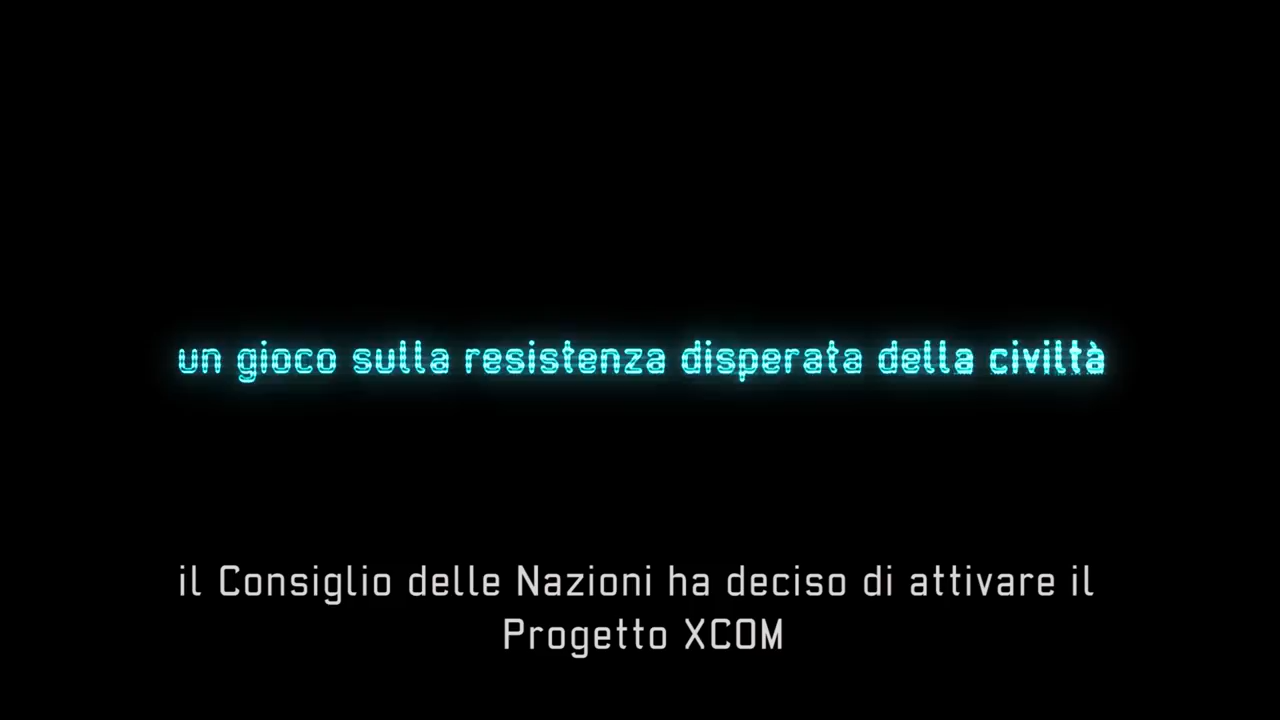 un gioco sulla resistenza disperata della civiltà
il Consiglio delle Nazioni ha deciso di attivare il
Progetto XCOM